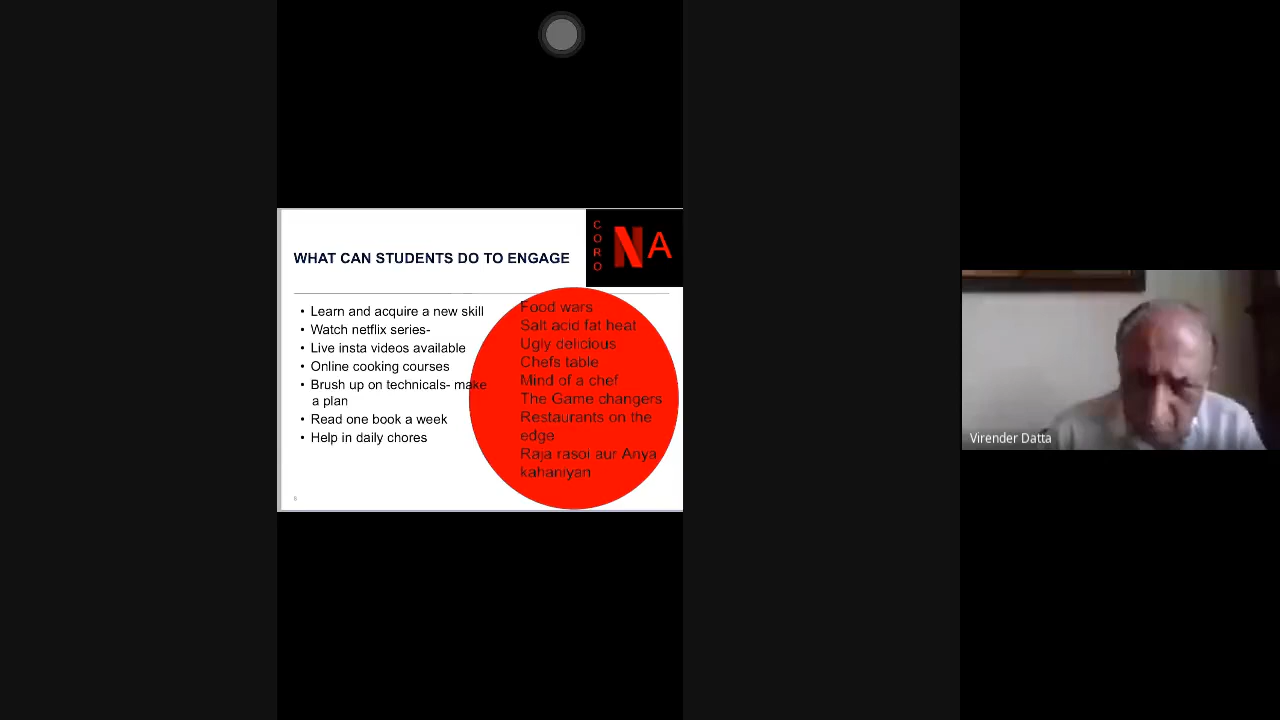 CORO
NA
WHAT CAN STUDENTS DO TO ENGAGE
• Learn and acquire a new skill
• Watch netflix series-
• Live insta videos available
• Online cooking courses
• Brush up on technicals- make
a plan
• Read one book a week
• Help in daily chores
Food wars
Salt acid fat heat
Ugly delicious
Chefs table
Mind of a chef
The Game changers
Restaurants on the
edge
Raja rasoi aur Anya
kahaniyan
Virender Datta